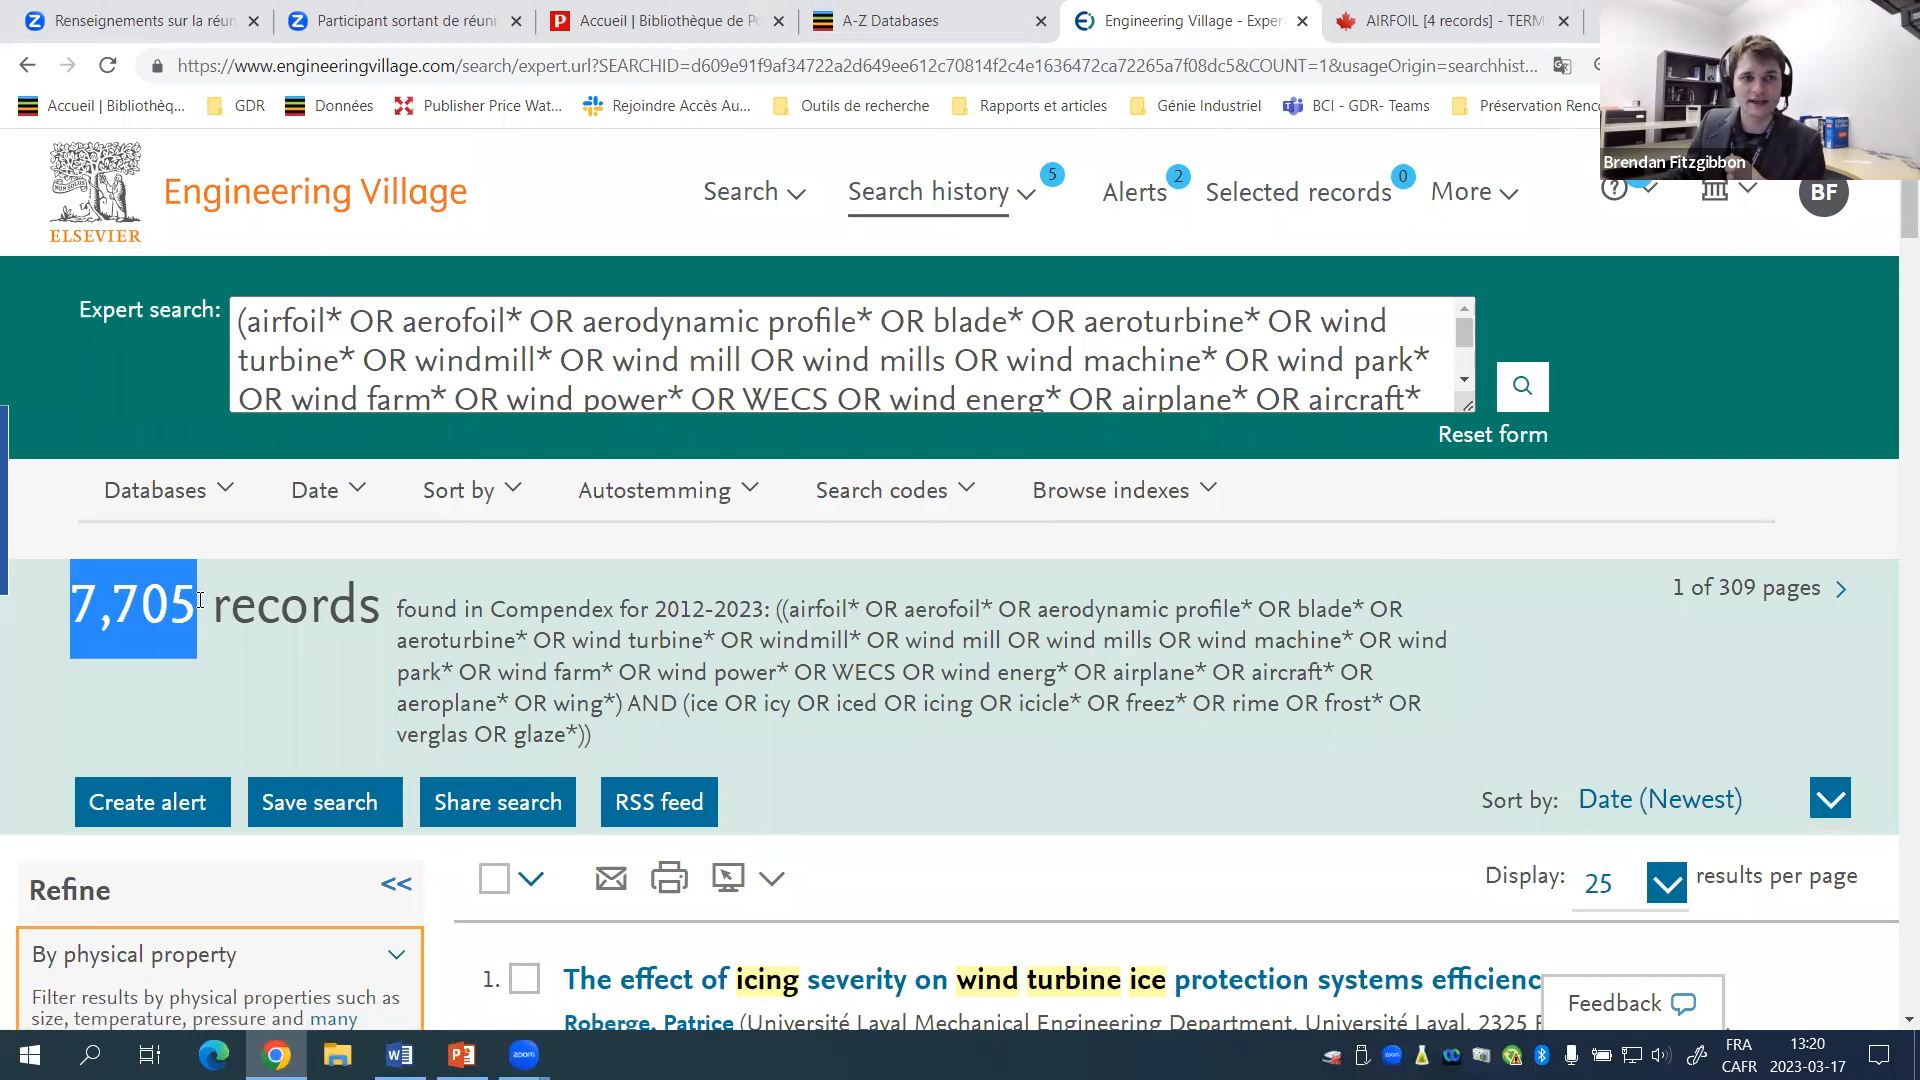 Renseignements sur la réun
Participant sortant de réuni
Accueil | Bibliothèque de Po
A-Z Databases
Engineering Village - Exper
AIRFOIL [4 records] - TERM
https://www.engineeringvillage.com/search/expert.url?SEARCHID=d609e91f9af34722a2d649ee612c70814f2c4e1636472ca72265a7f08dc5&COUNT=1&usageOrigin=searchhist...
Accueil | Bibliothèq...
GDR
Données
Publisher Price Wat...
Rejoindre Accès Au...
Outils de recherche
Rapports et articles
Génie Industriel
BCI - GDR- Teams
Préservation Renc
Brendan Fitzgibbon
ELSEVIER
Engineering Village
Search
Search history 5
Alerts 2
Selected records 0
More
BF
Expert search:
(airfoil* OR aerofoil* OR aerodynamic profile* OR blade* OR aeroturbine* OR wind
turbine* OR windmill* OR wind mill OR wind mills OR wind machine* OR wind park*
OR wind farm* OR wind power* OR WECS OR wind energ* OR airplane* OR aircraft*
Reset form
Databases
Date
Sort by
Autostemming
Search codes
Browse indexes
7,705 records
found in Compendex for 2012-2023: ((airfoil* OR aerofoil* OR aerodynamic profile* OR blade* OR
aeroturbine* OR wind turbine* OR windmill* OR wind mill OR wind mills OR wind machine* OR wind
park* OR wind farm* OR wind power* OR WECS OR wind energ* OR airplane* OR aircraft* OR
aeroplane* OR wing*) AND (ice OR icy OR iced OR icing OR icicle* OR freez* OR rime OR frost* OR
verglas OR glaze*))
1 of 309 pages
Create alert
Save search
Share search
RSS feed
Sort by: Date (Newest)
Refine
<<
By physical property
Filter results by physical properties such as
size, temperature, pressure and many
Display: 25 results per page
1. The effect of icing severity on wind turbine ice protection systems efficienc
Roberge, Patrice (Université Laval Mechanical Engineering Department, Université Laval, 2325
Feedback
FRA
CAFR
13:20
2023-03-17